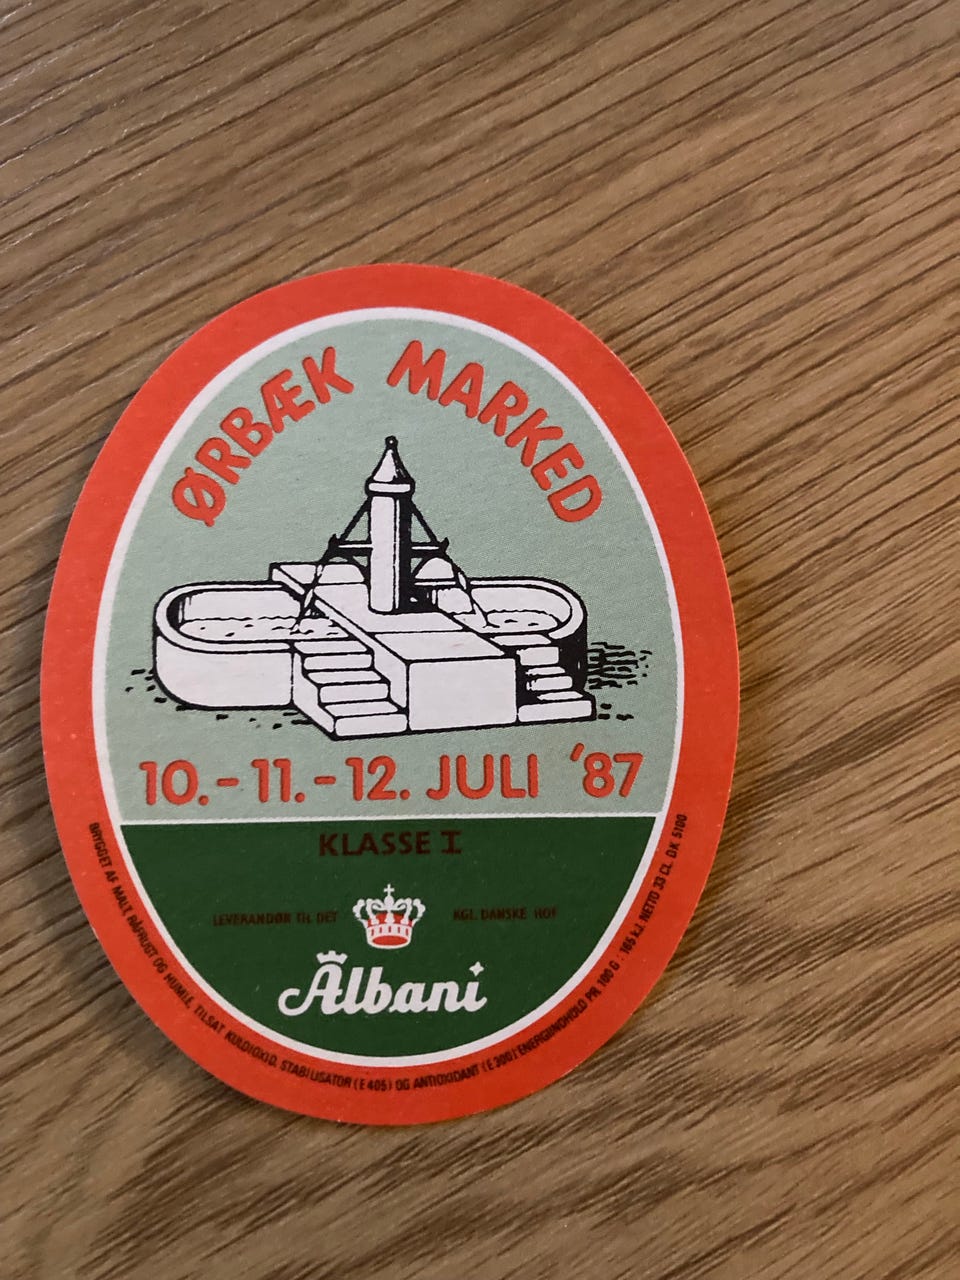 ØRBÆK MARKED
10.-11.-12. JULI '87
KLASSE I
LEVERANDØR TIL DET KGL. DANSKE HOF
Albani
BRYGGET AF MALT, RÅFRUGT OG HUMLE, TILSAT KULDIOXID, STABILISATOR (E 405) OG ANTIOXIDANT (E 300) ENERGIINDHOLD PR. 100 G : 165 kJ. NETTO 33 CL. DK 5100